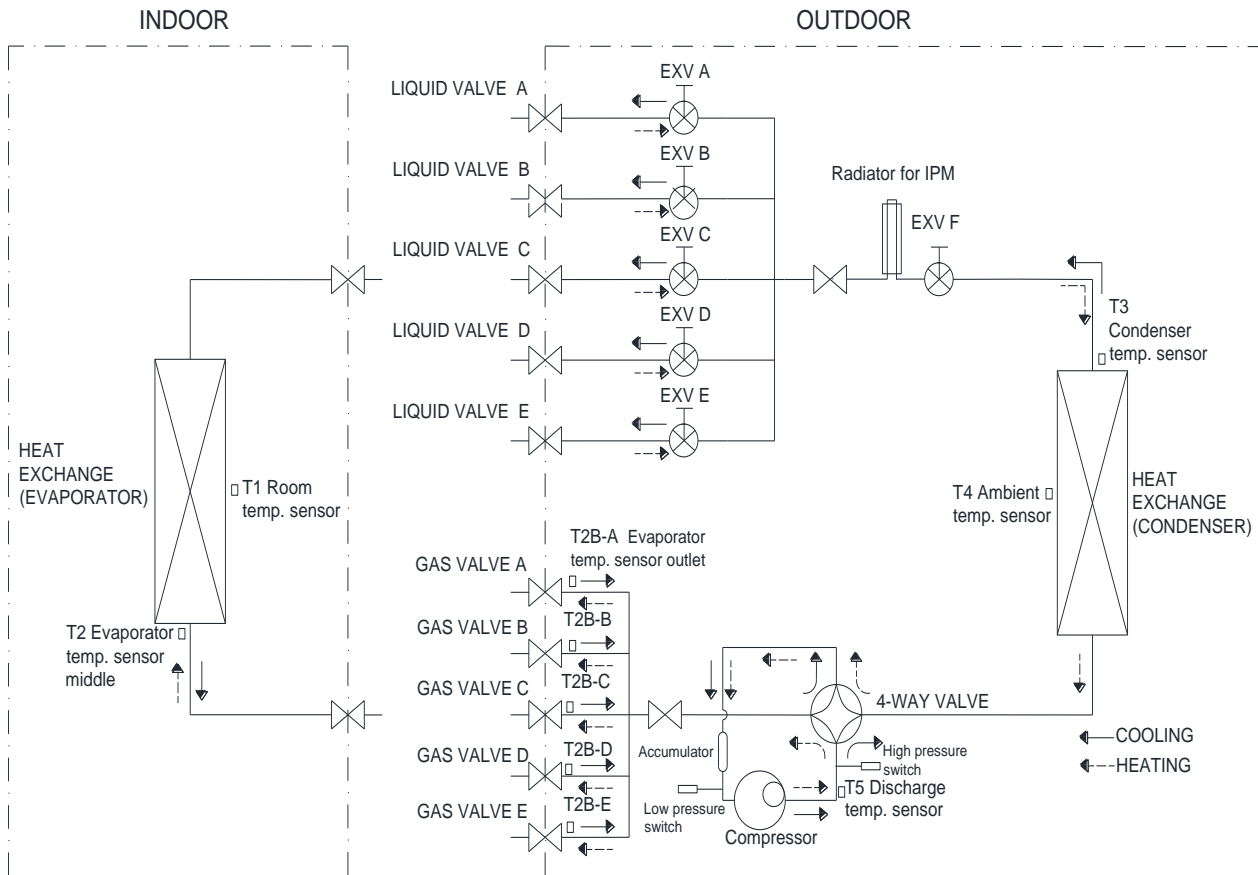 INDOOR
OUTDOOR
LIQUID VALVE A
EXV A
LIQUID VALVE B
EXV B
LIQUID VALVE C
EXV C
LIQUID VALVE D
EXV D
LIQUID VALVE E
EXV E
Radiator for IPM
EXV F
T3
Condenser
temp. sensor
HEAT
EXCHANGE
(EVAPORATOR)
T1 Room
temp. sensor
T4 Ambient
temp. sensor
HEAT
EXCHANGE
(CONDENSER)
T2 Evaporator
temp. sensor
middle
T2B-A Evaporator
temp. sensor outlet
GAS VALVE A
GAS VALVE B
T2B-B
GAS VALVE C
T2B-C
GAS VALVE D
T2B-D
GAS VALVE E
T2B-E
4-WAY VALVE
Accumulator
High pressure
switch
Low pressure
switch
T5 Discharge
temp. sensor
Compressor
COOLING
HEATING